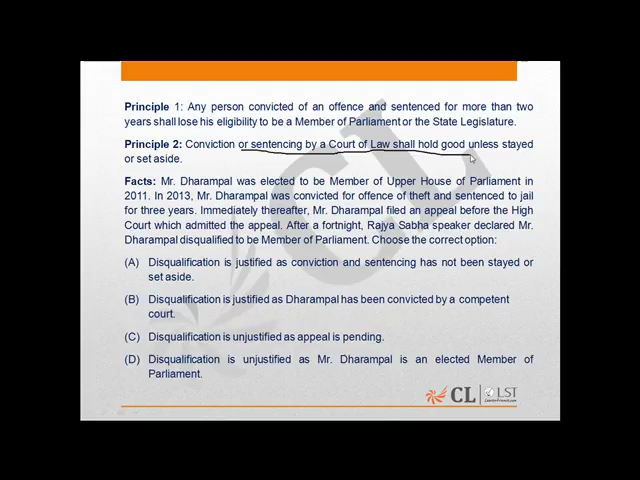 Principle 1: Any person convicted of an offence and sentenced for more than two
years shall lose his eligibility to be a Member of Parliament or the State Legislature.
Principle 2: Conviction or sentencing by a Court of Law shall hold good unless stayed
or set aside.
Facts: Mr. Dharampal was elected to be Member of Upper House of Parliament in
2011. In 2013, Mr. Dharampal was convicted for offence of theft and sentenced to jail
for three years. Immediately thereafter, Mr. Dharampal filed an appeal before the High
Court which admitted the appeal. After a fortnight, Rajya Sabha speaker declared Mr.
Dharampal disqualified to be Member of Parliament. Choose the correct option:
(A) Disqualification is justified as conviction and sentencing has not been stayed or
set aside.
(B) Disqualification is justified as Dharampal has been convicted by a competent
court.
(C) Disqualification is unjustified as appeal is pending.
(D) Disqualification is unjustified as Mr. Dharampal is an elected Member of
Parliament.
CL LST